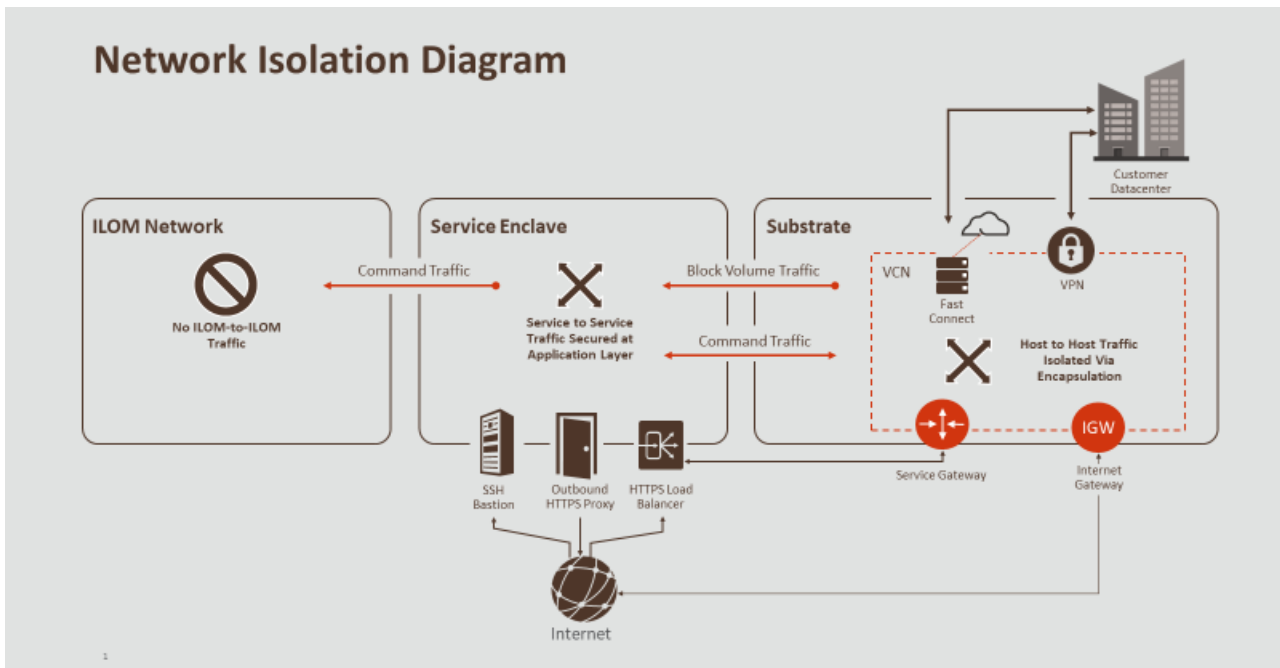 Network Isolation Diagram
Customer
Datacenter
ILOM Network
Service Enclave
Substrate
Command Traffic
Block Volume Traffic
VCN
VPN
Fast
Connect
No ILOM-to-ILOM
Traffic
Service to Service
Traffic Secured at
Application Layer
Command Traffic
Host to Host Traffic
Isolated Via
Encapsulation
IGW
SSH
Bastion
Outbound
HTTPS Proxy
HTTPS Load
Balancer
Service Gateway
Internet
Gateway
Internet
1